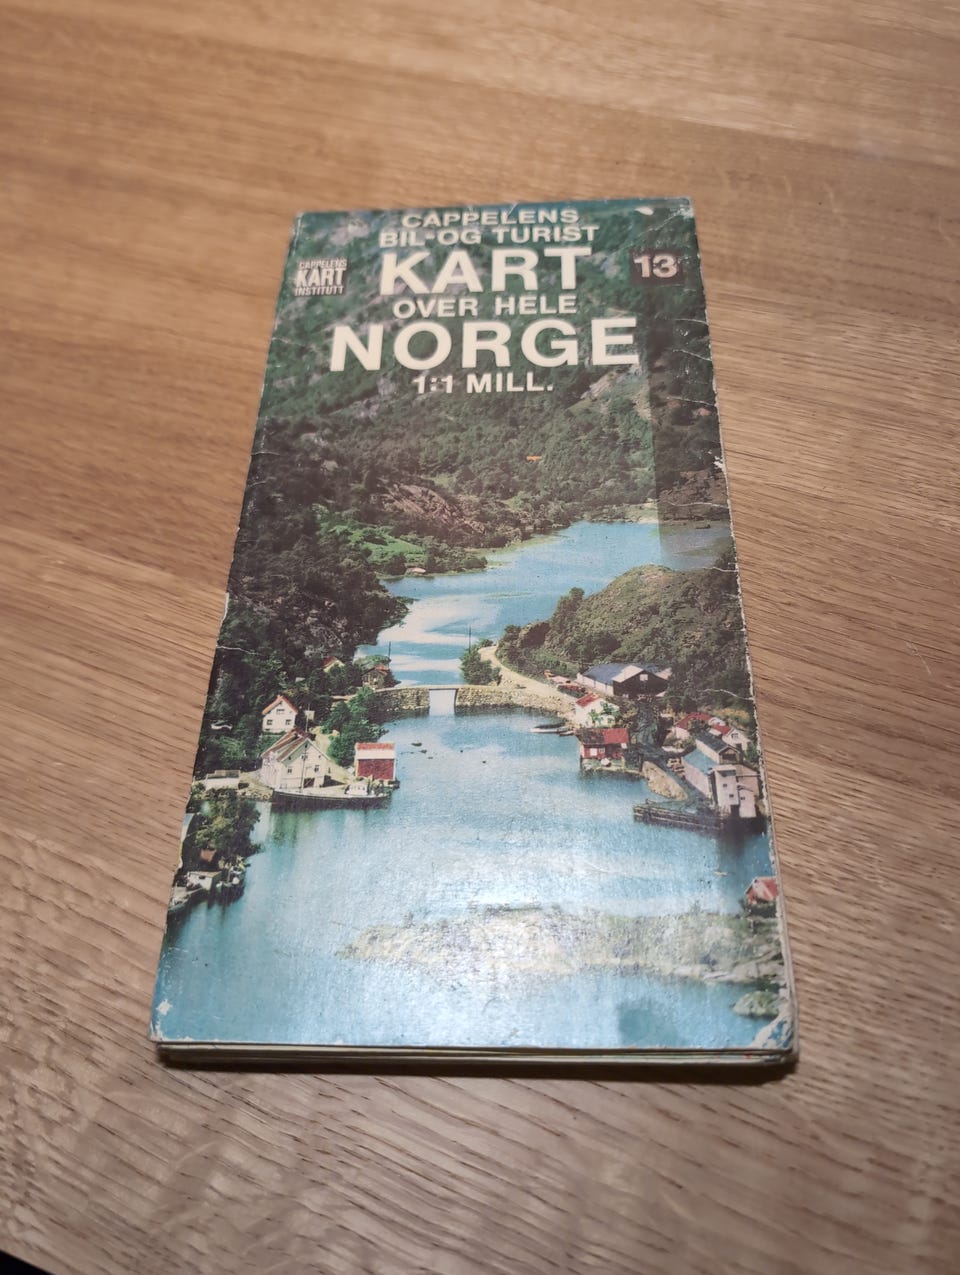 CAPPELENS
BIL-OG TURIST
KART
OVER HELE
NORGE
1:1 MILL.
CAPPELENS
KART
INSTITUTT
13